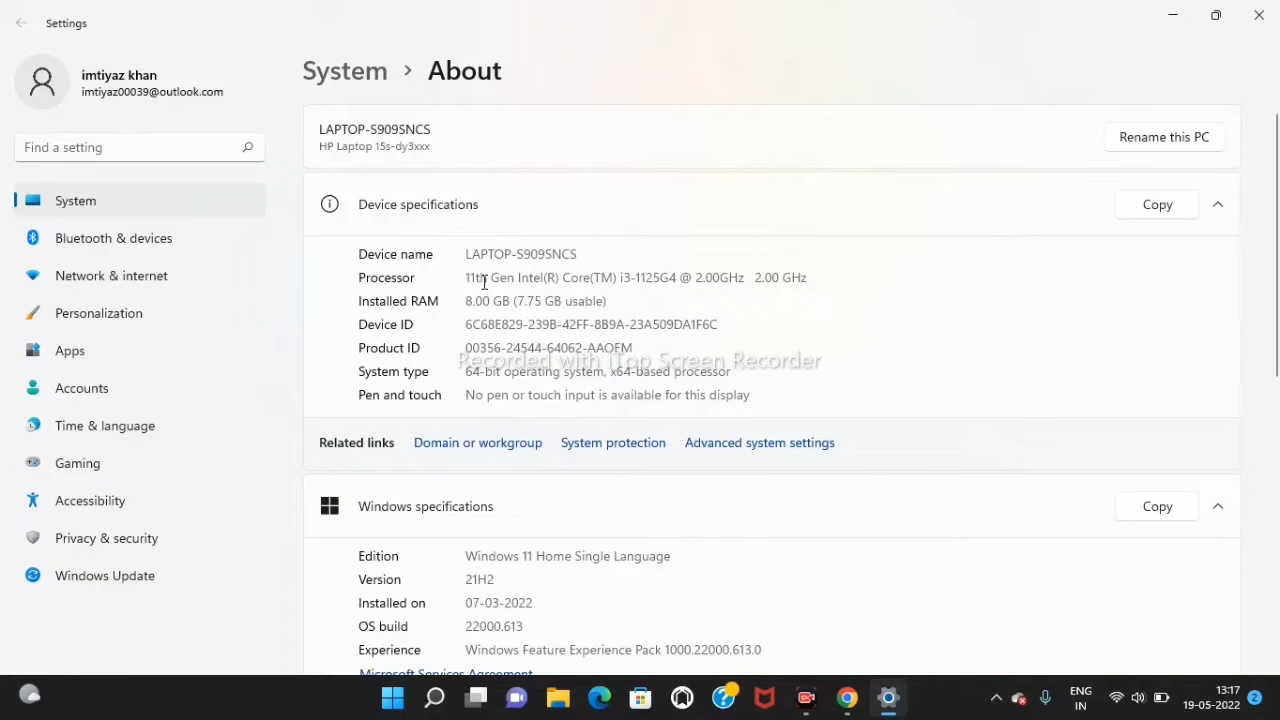 Settings
imtiyaz khan
imtiyaz00039@outlook.com
Find a setting
System
Bluetooth & devices
Network & internet
Personalization
Apps
Accounts
Time & language
Gaming
Accessibility
Privacy & security
Windows Update
System > About
LAPTOP-S909SNCS
HP Laptop 15s-dy3xxx
Rename this PC
Device specifications
Copy
Device name LAPTOP-S909SNCS
Processor 11th Gen Intel(R) Core(TM) i3-1125G4 @ 2.00GHz 2.00 GHz
Installed RAM 8.00 GB (7.75 GB usable)
Device ID 6C68E829-239B-42FF-8B9A-23A509DA1F6C
Product ID 00356-24544-64062-AAOEM
Recorded with iTop Screen Recorder
System type 64-bit operating system, x64-based processor
Pen and touch No pen or touch input is available for this display
Related links Domain or workgroup System protection Advanced system settings
Windows specifications
Copy
Edition Windows 11 Home Single Language
Version 21H2
Installed on 07-03-2022
OS build 22000.613
Experience Windows Feature Experience Pack 1000.22000.613.0
Microsoft Services Agreement
ENG
IN
13:17
19-05-2022
2